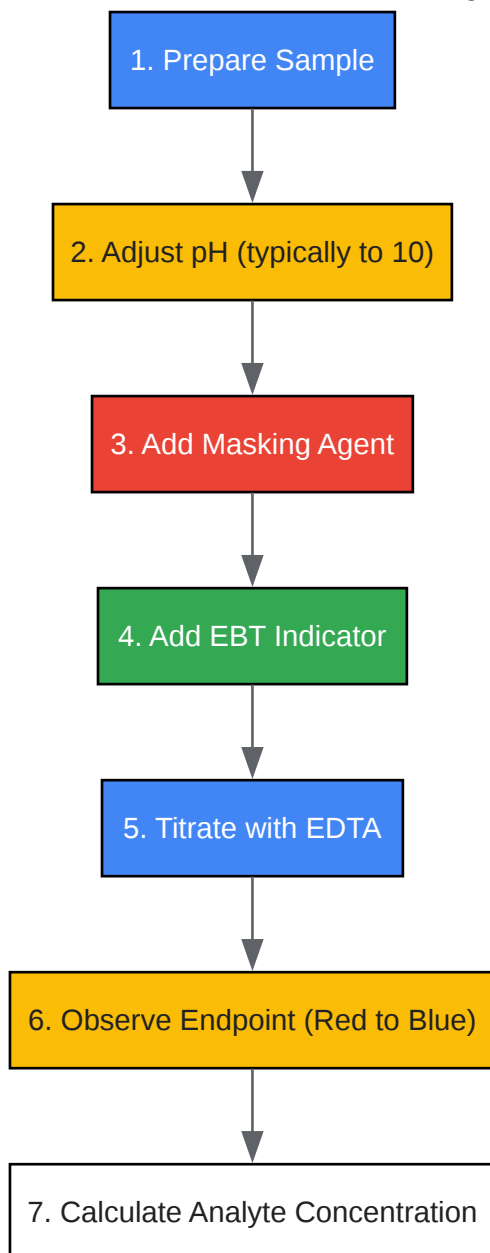 1. Prepare Sample
2. Adjust pH (typically to 10)
3. Add Masking Agent
4. Add EBT Indicator
5. Titrate with EDTA
6. Observe Endpoint (Red to Blue)
7. Calculate Analyte Concentration